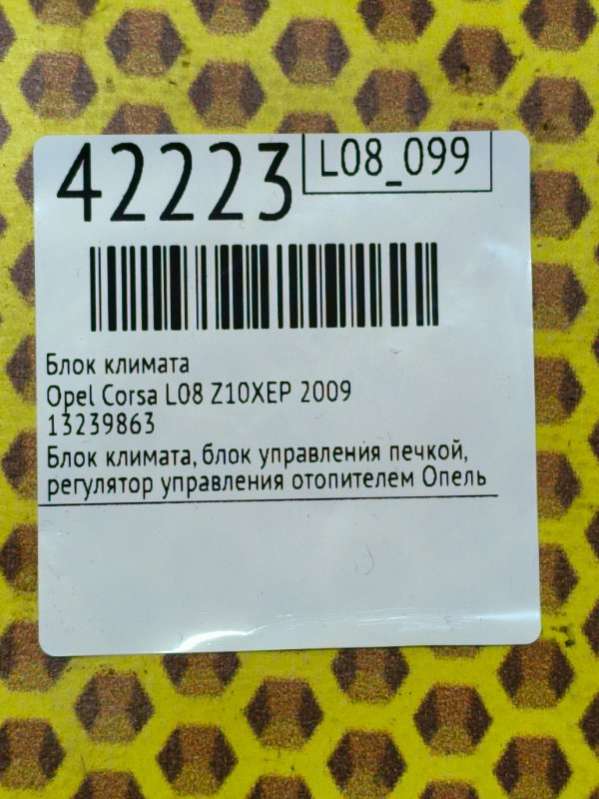 42223
L08_099
Блок климата
Opel Corsa L08 Z10XEP 2009
13239863
Блок климата, блок управления печкой,
регулятор управления отопителем Опель